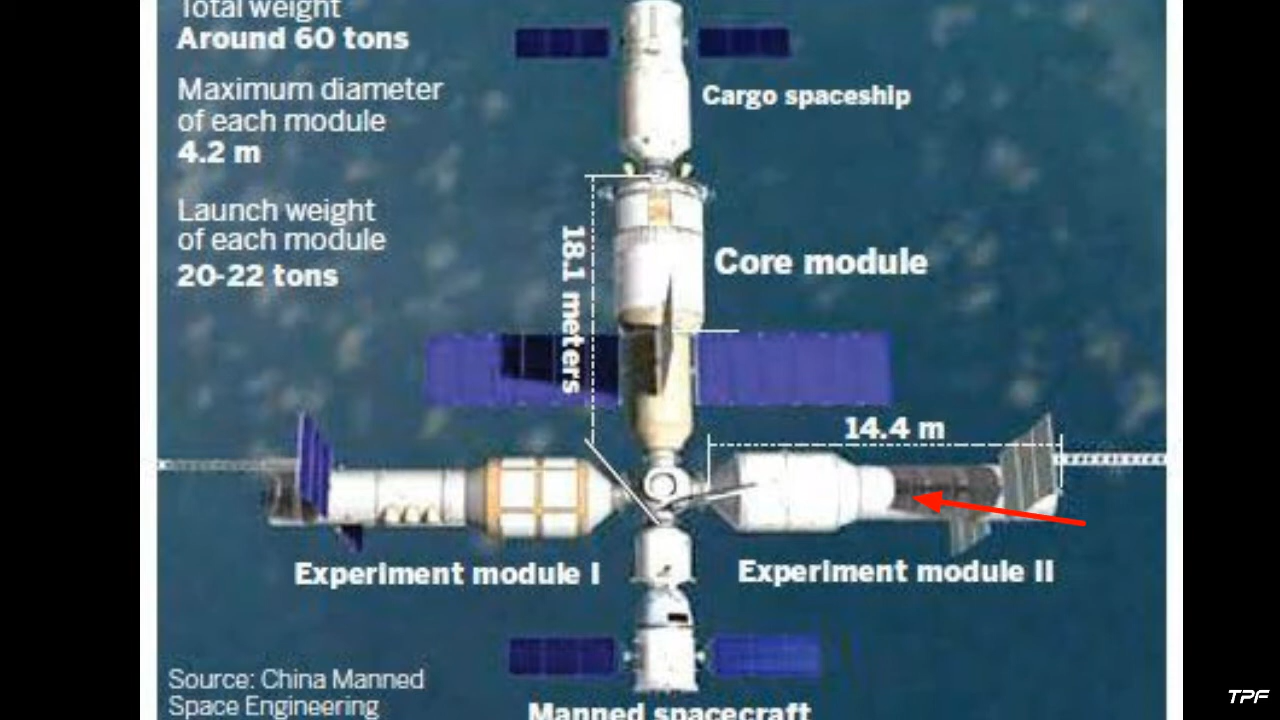 Total weight
Around 60 tons
Maximum diameter
of each module
4.2 m
Launch weight
of each module
20-22 tons
Cargo spaceship
18.1 meters
Core module
14.4 m
Experiment module I
Experiment module II
Source: China Manned
Space Engineering
Manned spacecraft
TPF